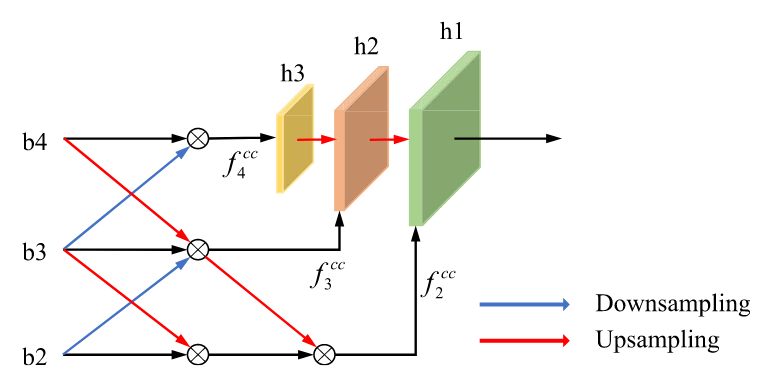 h1
h2
h3
b4
f_4^{cc}
b3
f_3^{cc}
f_2^{cc}
Downsampling
Upsampling
b2